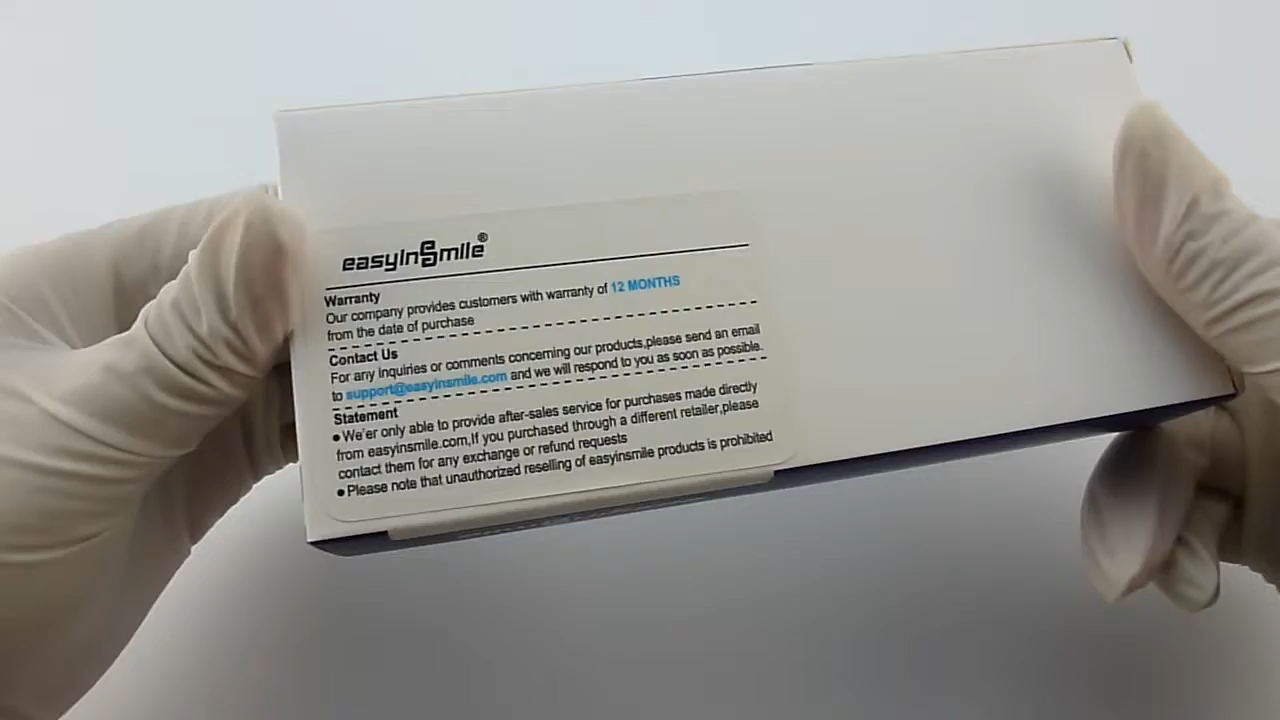 easyinsmile®
Warranty
Our company provides customers with warranty of 12 MONTHS
from the date of purchase
Contact Us
For any inquiries or comments concerning our products,please send an email
to support@easyinsmile.com and we will respond to you as soon as possible.
Statement
●We'er only able to provide after-sales service for purchases made directly
from easyinsmile.com,If you purchased through a different retailer,please
contact them for any exchange or refund requests
●Please note that unauthorized reselling of easyinsmile products is prohibited